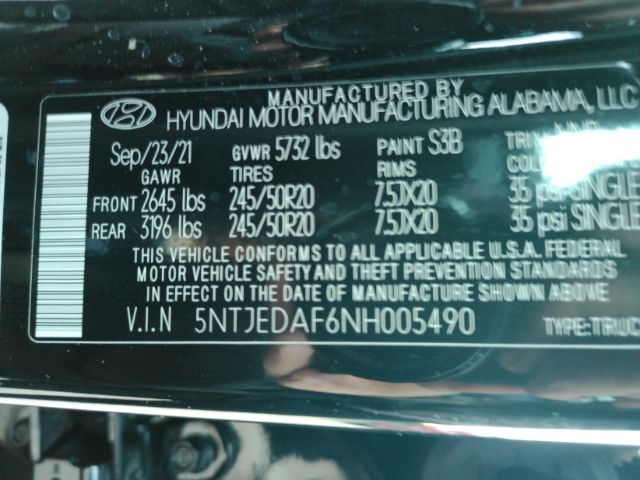 MANUFACTURED BY
HYUNDAI MOTOR MANUFACTURING ALABAMA, LLC
Sep/23/21 GVWR 5732 lbs PAINT S3B TRIM
GAWR TIRES RIMS
FRONT 2645 lbs 245/50R20 7.5JX20 35 psi SINGLE
REAR 3196 lbs 245/50R20 7.5JX20 35 psi SINGLE
THIS VEHICLE CONFORMS TO ALL APPLICABLE U.S.A. FEDERAL
MOTOR VEHICLE SAFETY AND THEFT PREVENTION STANDARDS
IN EFFECT ON THE DATE OF MANUFACTURE SHOWN ABOVE.
V.I.N 5NTJEDAF6NH005490 TYPE:TRUC